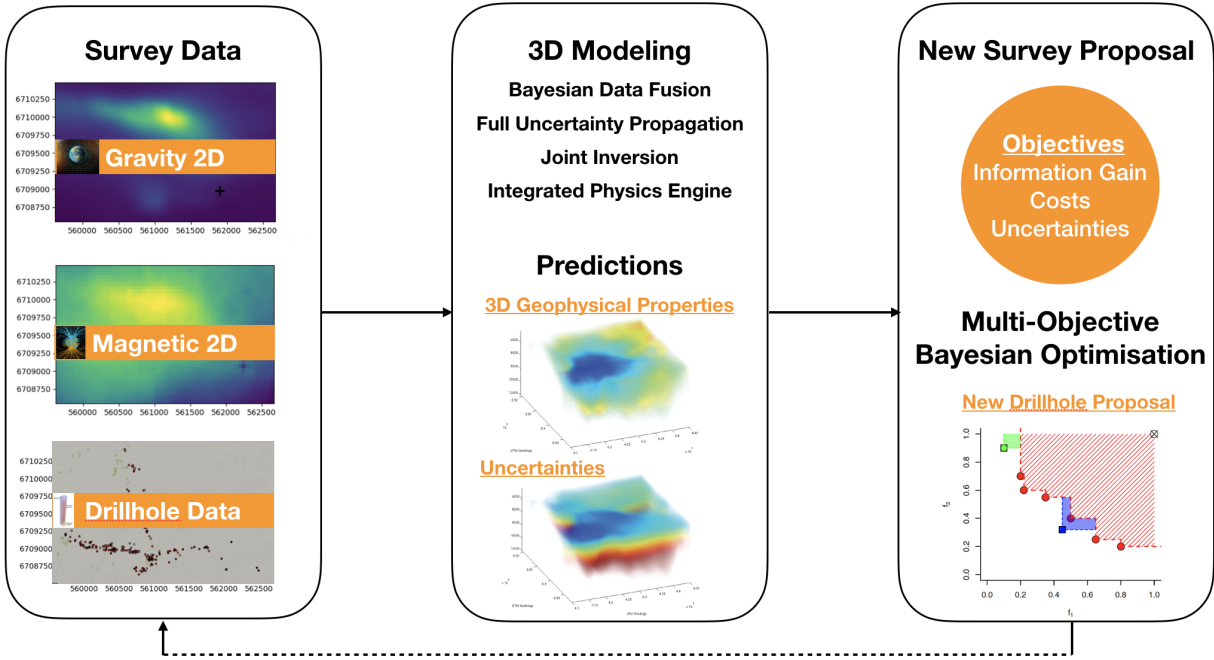 Survey Data
6710250
6710000
6709750
6709500
6709250
6709000
6708750
Gravity 2D
560000 560500 561000 561500 562000 562500
6710250
6710000
6709750
6709500
6709250
6709000
6708750
Magnetic 2D
560000 560500 561000 561500 562000 562500
6710250
6710000
6709750
6709500
6709250
6709000
6708750
Drillhole Data
560000 560500 561000 561500 562000 562500
3D Modeling
Bayesian Data Fusion
Full Uncertainty Propagation
Joint Inversion
Integrated Physics Engine
Predictions
3D Geophysical Properties
Uncertainties
New Survey Proposal
Objectives
Information Gain
Costs
Uncertainties
Multi-Objective
Bayesian Optimisation
New Drillhole Proposal
1.0
0.8
0.6
0.4
0.2
0.0
f₂
0.0 0.2 0.4 0.6 0.8 1.0
f₁